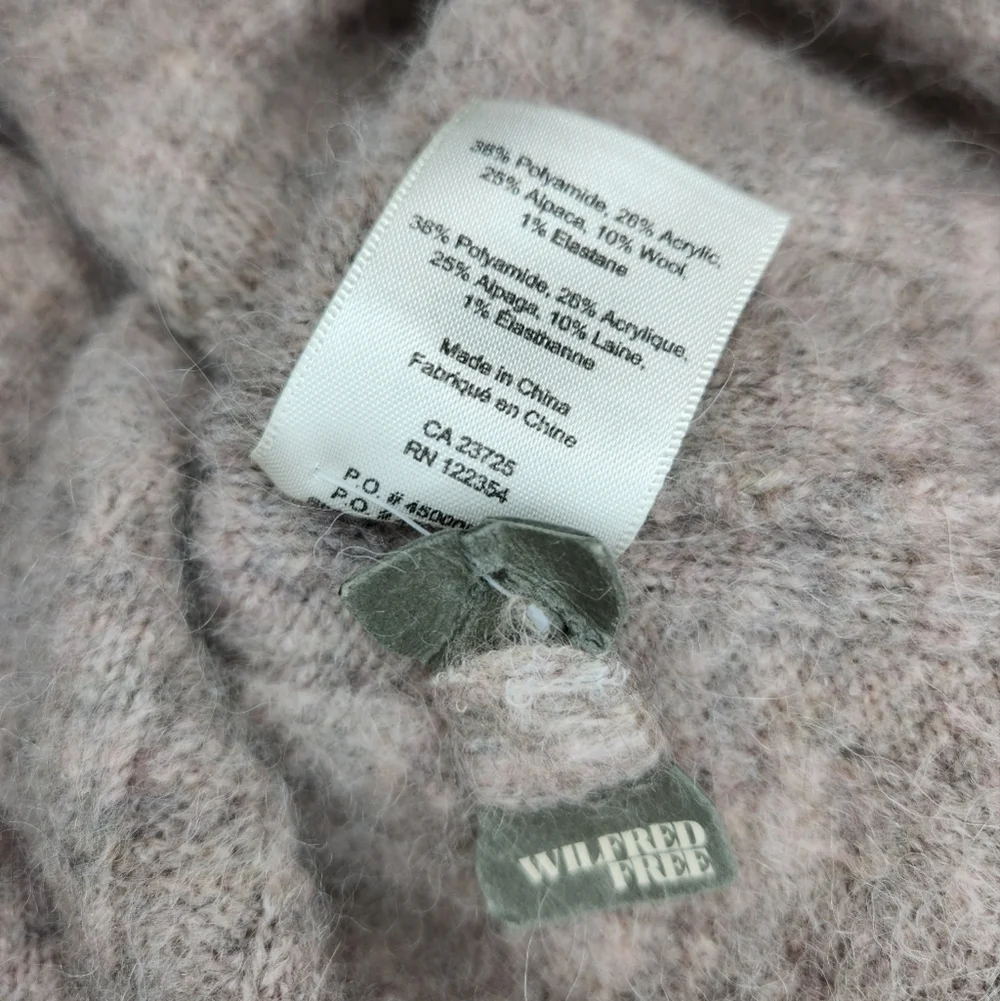 38% Polyamide, 26% Acrylic,
25% Alpaca, 10% Wool,
1% Elastane
38% Polyamide, 26% Acrylique,
25% Alpaga, 10% Laine,
1% Élasthanne
Made in China
Fabriqué en Chine
CA 23725
RN 122354
P.O. #
P.O. #
WILFRED
FREE